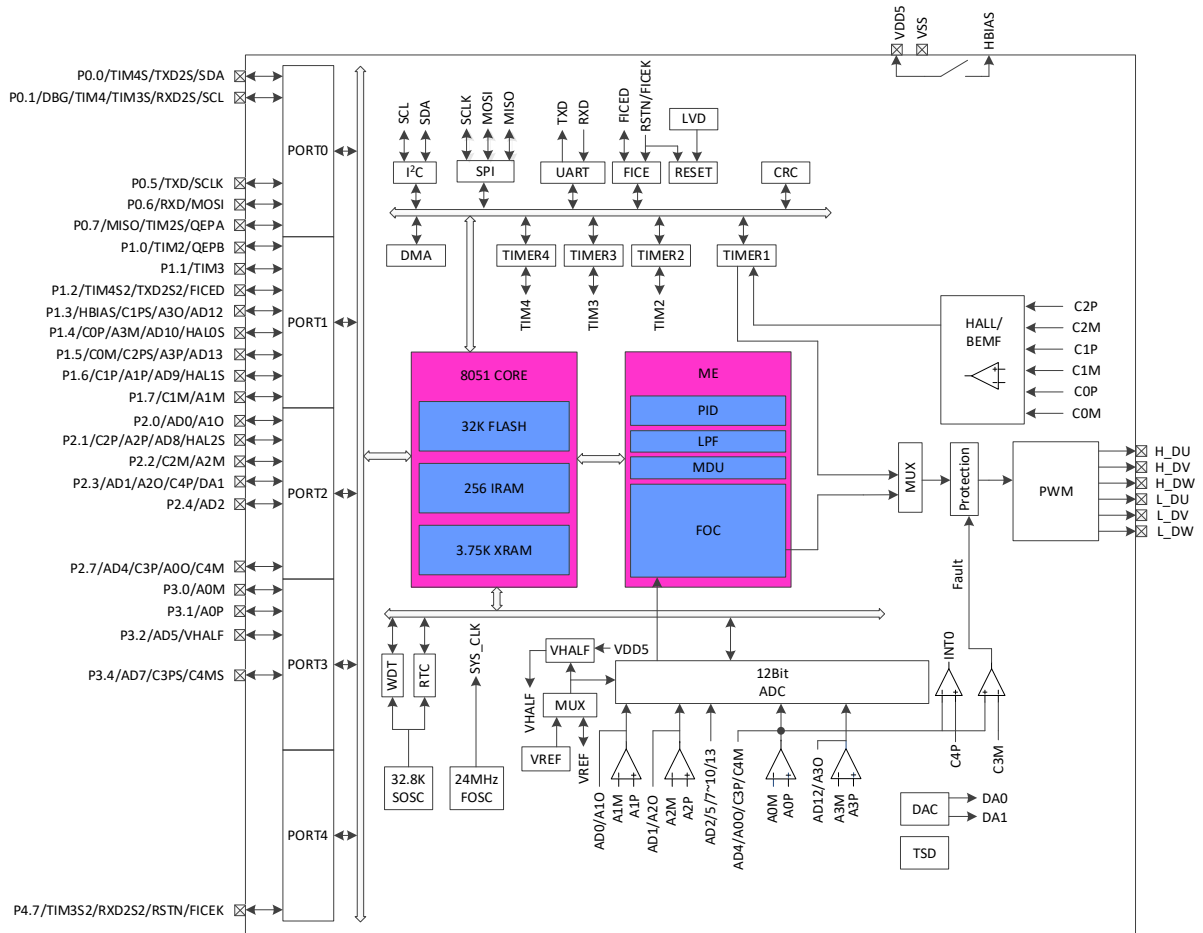 VDD5
VSS
HBIAS
P0.0/TIM4S/TXD2S/SDA
P0.1/DBG/TIM4/TIM3S/RXD2S/SCL
P0.5/TXD/SCLK
P0.6/RXD/MOSI
P0.7/MISO/TIM2S/QEPA
P1.0/TIM2/QEPB
P1.1/TIM3
P1.2/TIM4S2/TXD2S2/FICED
P1.3/HBIAS/C1PS/A3O/AD12
P1.4/C0P/A3M/AD10/HAL0S
P1.5/C0M/C2PS/A3P/AD13
P1.6/C1P/A1P/AD9/HAL1S
P1.7/C1M/A1M
P2.0/AD0/A1O
P2.1/C2P/A2P/AD8/HAL2S
P2.2/C2M/A2M
P2.3/AD1/A2O/C4P/DA1
P2.4/AD2
P2.7/AD4/C3P/A0O/C4M
P3.0/A0M
P3.1/A0P
P3.2/AD5/VHALF
P3.4/AD7/C3PS/C4MS
P4.7/TIM3S2/RXD2S2/RSTN/FICEK
PORT0
PORT1
PORT2
PORT3
PORT4
SCL
SDA
SCLK
MOSI
MISO
TXD
RXD
FICED
RSTN/FICEK
LVD
I²C
SPI
UART
FICE
RESET
CRC
DMA
TIMER4
TIMER3
TIMER2
TIMER1
TIM4
TIM3
TIM2
8051 CORE
32K FLASH
256 IRAM
3.75K XRAM
ME
PID
LPF
MDU
FOC
HALL/
BEMF
C2P
C2M
C1P
C1M
C0P
C0M
MUX
Protection
PWM
H_DU
H_DV
H_DW
L_DU
L_DV
L_DW
Fault
WDT
RTC
SYS_CLK
32.8K
SOSC
24MHz
FOSC
VHALF
VDD5
VHALF
MUX
VREF
VREF
12Bit
ADC
AD0/A1O
A1M
A1P
AD1/A2O
A2M
A2P
AD2/5/7~10/13
AD4/A0O/C3P/C4M
A0M
A0P
AD12/A3O
A3M
A3P
INT0
C4P
C3M
DAC
DA0
DA1
TSD